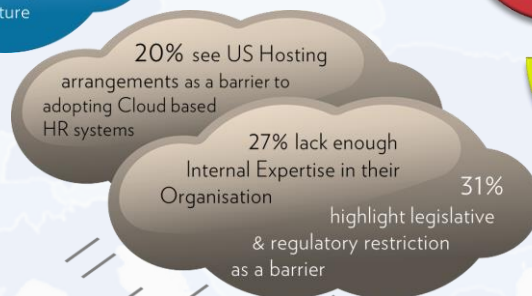 ture
20% see US Hosting
arrangements as a barrier to
adopting Cloud based
HR systems
27% lack enough
Internal Expertise in their
Organisation
31%
highlight legislative
& regulatory restriction
as a barrier